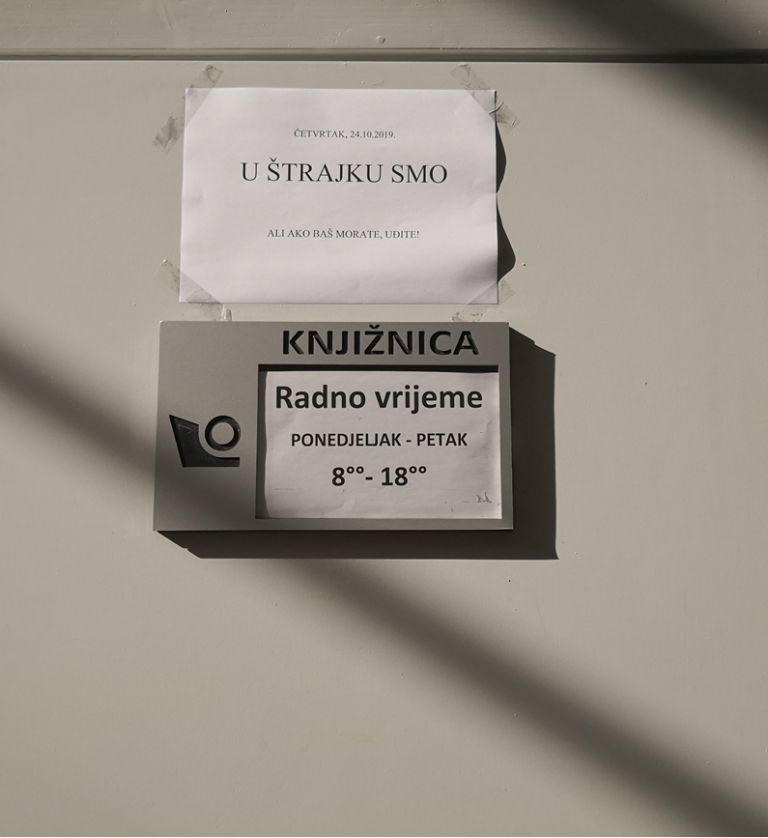 ČETVRTAK, 24.10.2019.
U ŠTRAJKU SMO
ALI AKO BAŠ MORATE, UĐITE!
KNJIŽNICA
Radno vrijeme
PONEDJELJAK - PETAK
8°°- 18°°